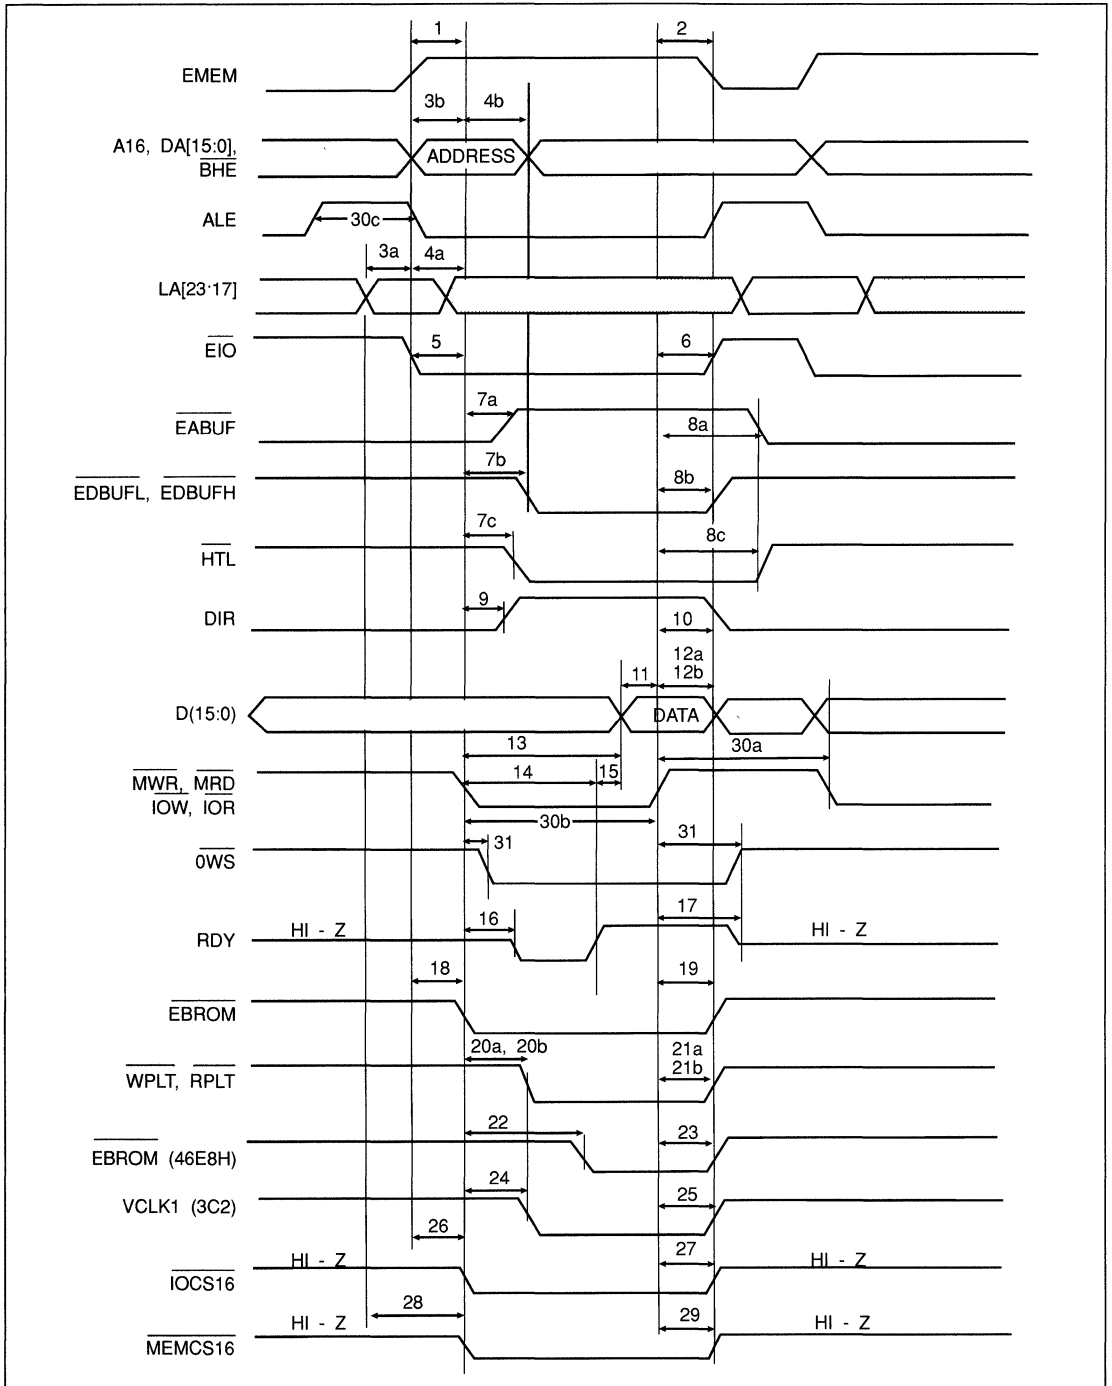 1 2
EMEM
3b 4b
A16, DA[15:0],
BHE
ADDRESS
ALE
30c
3a 4a
LA[23·17]
EIO
5 6
7a
EABUF
8a
7b
EDBUFL, EDBUFH
8b
7c
8c
HTL
9
DIR
10
12a
11 12b
D(15:0)
DATA
13
30a
14 15
MWR, MRD
IOW, IOR
30b
31 31
0WS
17
16
RDY
HI - Z HI - Z
18 19
EBROM
20a, 20b 21a
21b
WPLT, RPLT
22
23
EBROM (46E8H)
24
25
VCLK1 (3C2)
26
27
HI - Z HI - Z
IOCS16
28
29
HI - Z HI - Z
MEMCS16